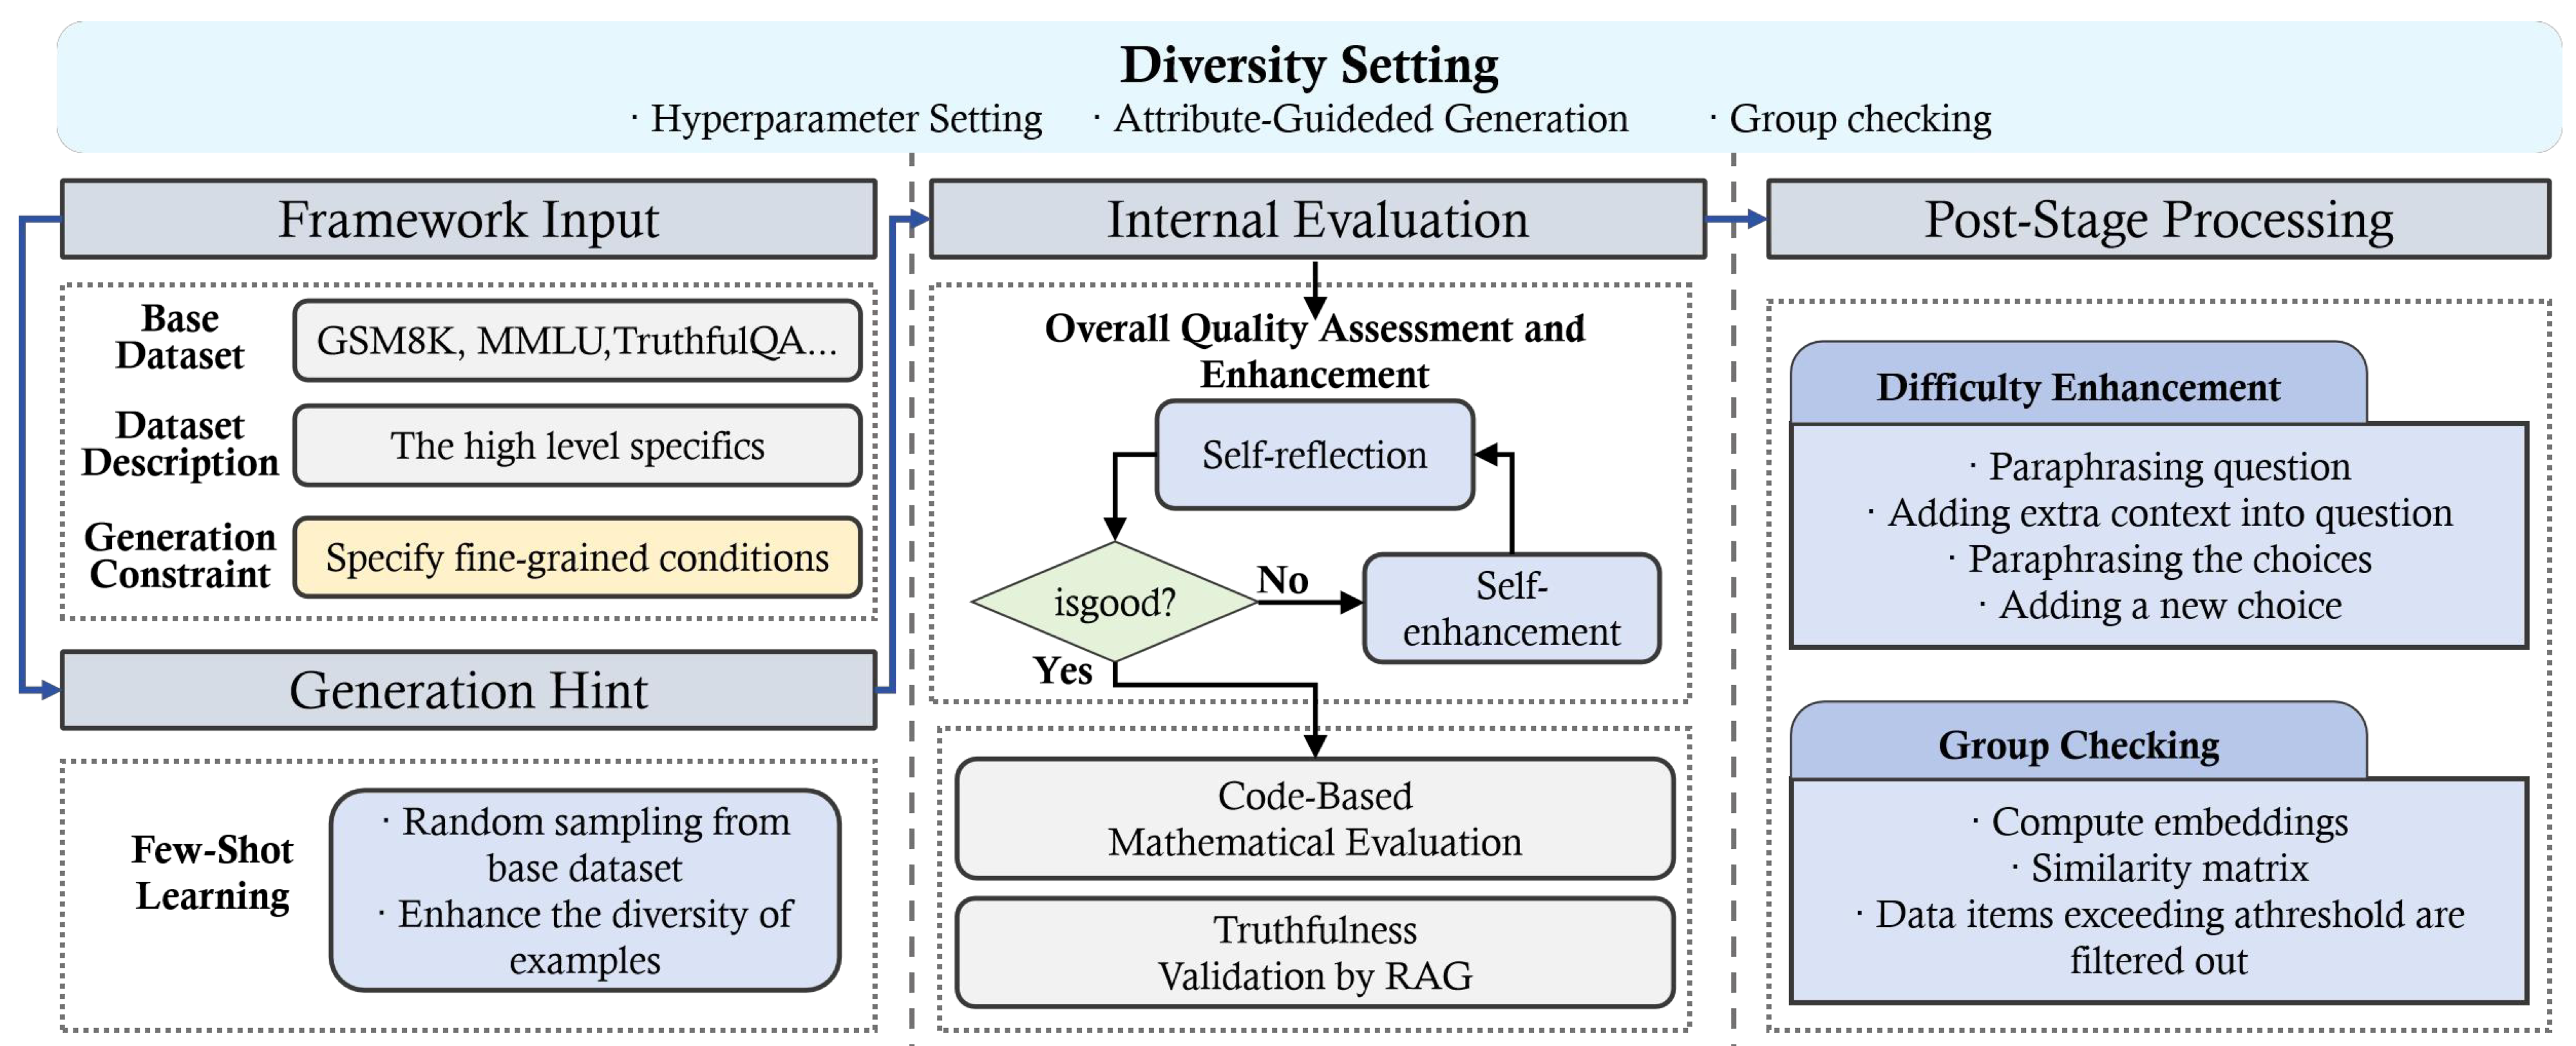 Diversity Setting
· Hyperparameter Setting · Attribute-Guideded Generation · Group checking
Framework Input
Base
Dataset
GSM8K, MMLU,TruthfulQA...
Dataset
Description
The high level specifics
Generation
Constraint
Specify fine-grained conditions
Generation Hint
Few-Shot
Learning
· Random sampling from
base dataset
· Enhance the diversity of
examples
Internal Evaluation
Overall Quality Assessment and
Enhancement
Self-reflection
isgood?
No
Self-
enhancement
Yes
Code-Based
Mathematical Evaluation
Truthfulness
Validation by RAG
Post-Stage Processing
Difficulty Enhancement
· Paraphrasing question
· Adding extra context into question
· Paraphrasing the choices
· Adding a new choice
Group Checking
· Compute embeddings
· Similarity matrix
· Data items exceeding athreshold are
filtered out